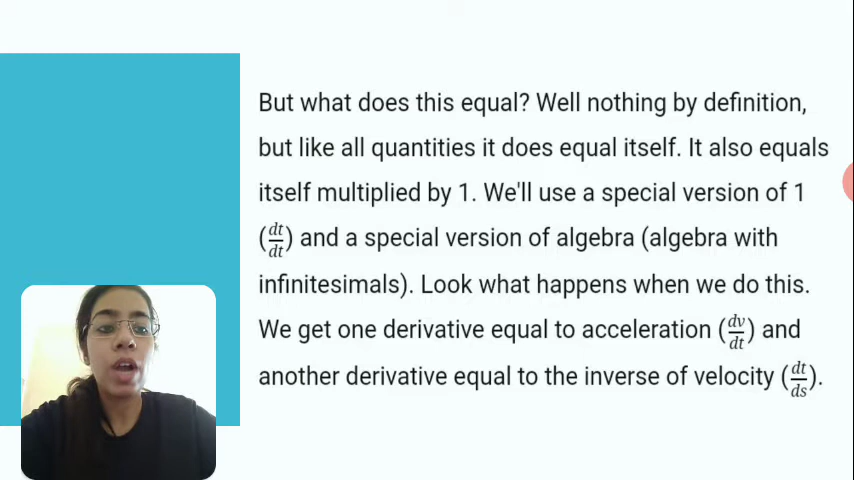 But what does this equal? Well nothing by definition,
but like all quantities it does equal itself. It also equals
itself multiplied by 1. We'll use a special version of 1
(dt/dt) and a special version of algebra (algebra with
infinitesimals). Look what happens when we do this.
We get one derivative equal to acceleration (dv/dt) and
another derivative equal to the inverse of velocity (dt/ds).